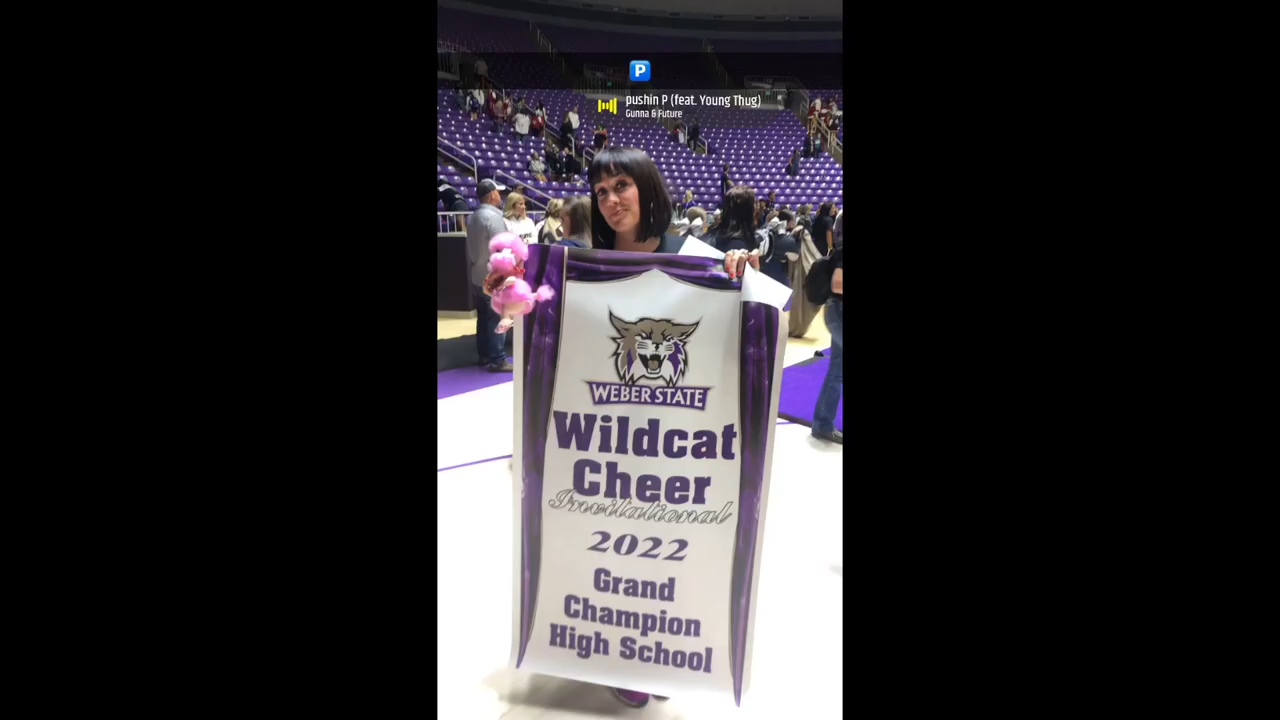 🅿
pushin P (feat. Young Thug)
Gunna & Future
WEBER STATE
Wildcat
Cheer
Invitational
2022
Grand
Champion
High School